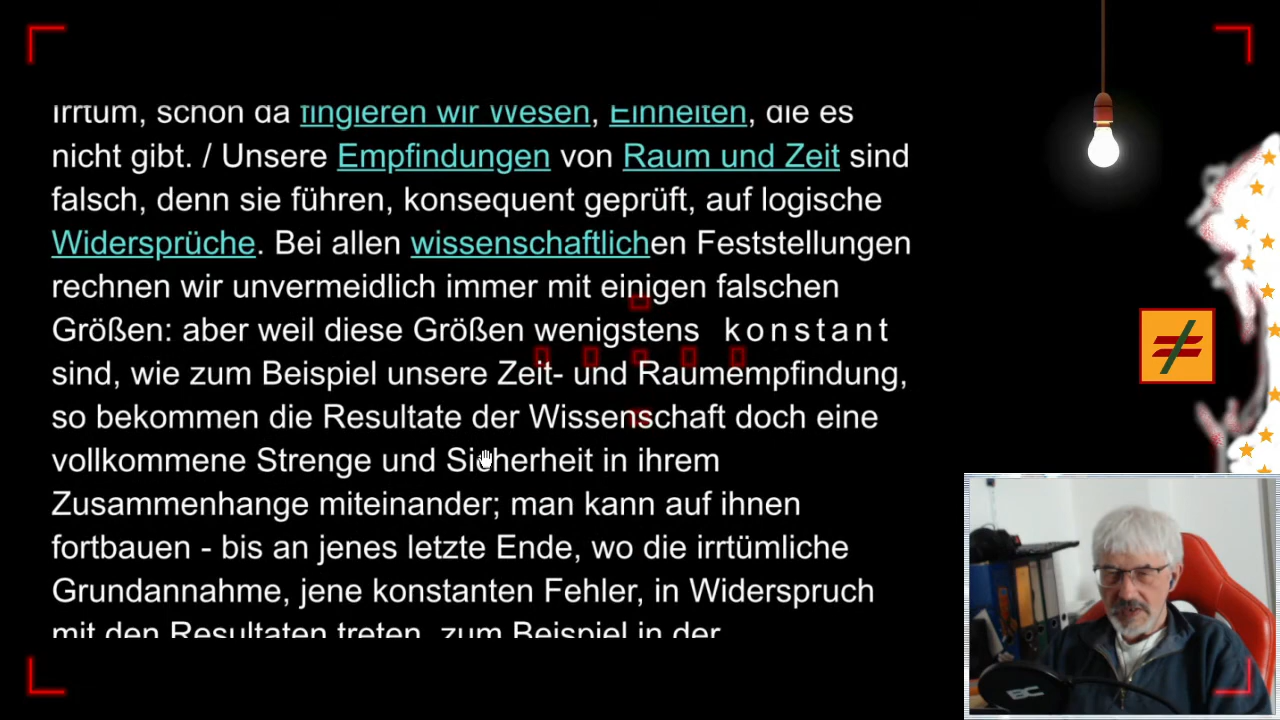 Irrtum, schon da fingieren wir Wesen, Einheiten, die es
nicht gibt. / Unsere Empfindungen von Raum und Zeit sind
falsch, denn sie führen, konsequent geprüft, auf logische
Widersprüche. Bei allen wissenschaftlichen Feststellungen
rechnen wir unvermeidlich immer mit einigen falschen
Größen: aber weil diese Größen wenigstens k o n s t a n t
sind, wie zum Beispiel unsere Zeit- und Raumempfindung,
so bekommen die Resultate der Wissenschaft doch eine
vollkommene Strenge und Sicherheit in ihrem
Zusammenhange miteinander; man kann auf ihnen
fortbauen - bis an jenes letzte Ende, wo die irrtümliche
Grundannahme, jene konstanten Fehler, in Widerspruch
mit den Resultaten treten, zum Beispiel in der
≠
BC